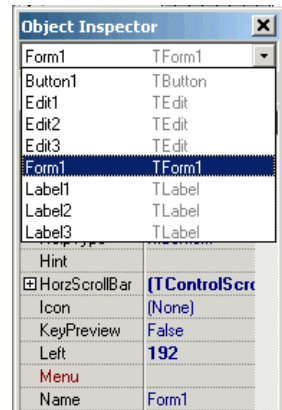 Object Inspector
Form1 TForm1
Button1 TButton
Edit1 TEdit
Edit2 TEdit
Edit3 TEdit
Form1 TForm1
Label1 TLabel
Label2 TLabel
Label3 TLabel
Hint
HorzScrollBar (TControlScro
Icon (None)
KeyPreview False
Left 192
Menu
Name Form1